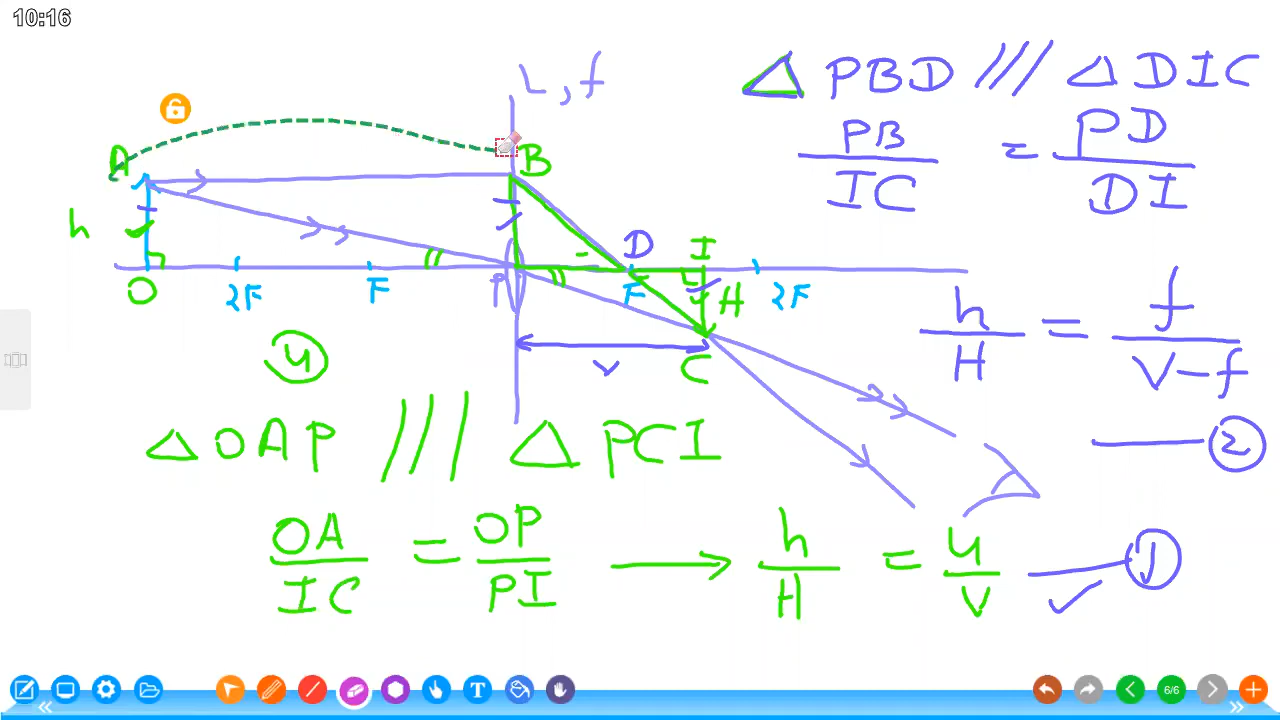 10:16
L, f
△ PBD /// △ DIC
PB/IC = PD/DI
A
B
h
D
I
H
O
2F
F
P
F
2F
C
v
u
h/H = f/(v-f) — ②
△ OAP /// △ PCI
OA/IC = OP/PI → h/H = u/v — ①
T
6/6